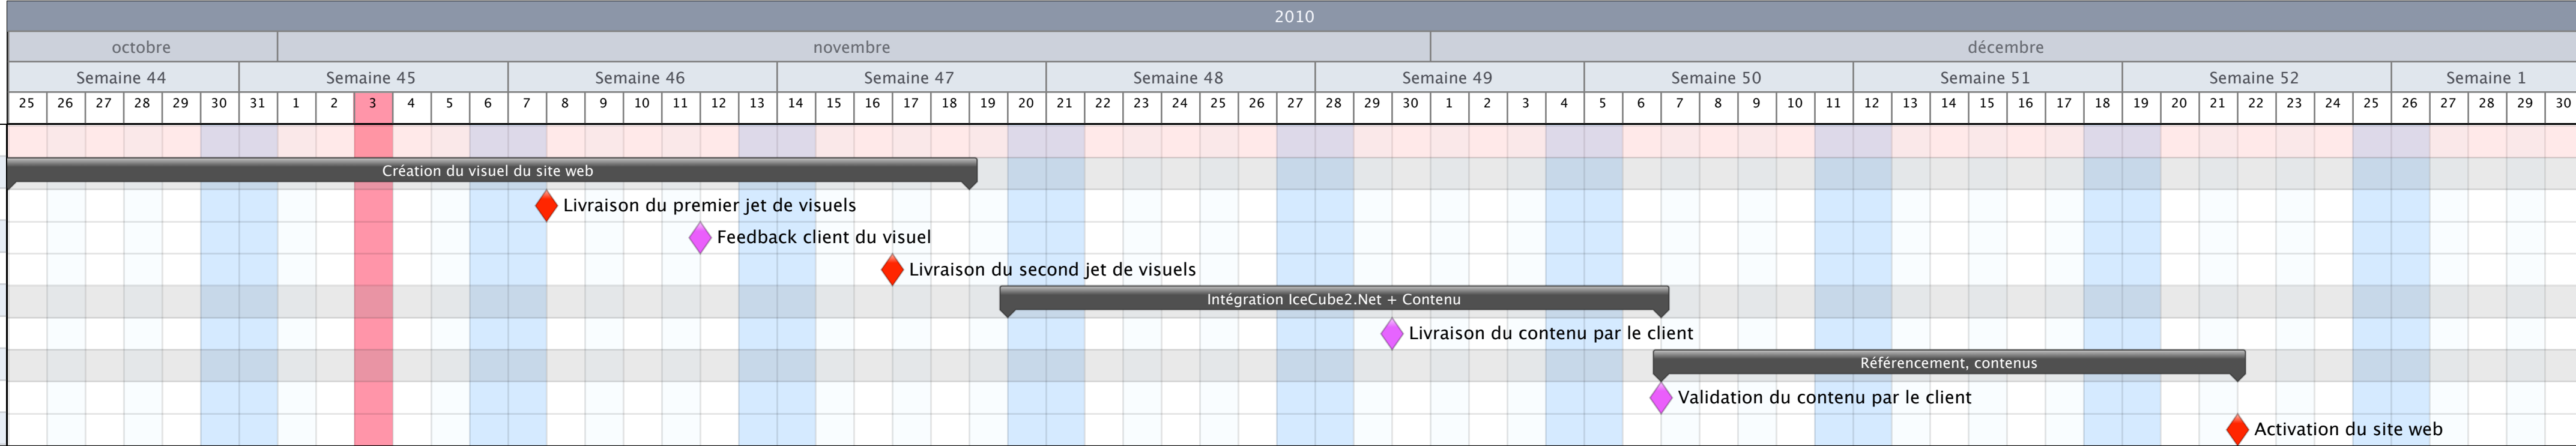 2010
octobre novembre décembre
Semaine 44 Semaine 45 Semaine 46 Semaine 47 Semaine 48 Semaine 49 Semaine 50 Semaine 51 Semaine 52 Semaine 1
25 26 27 28 29 30 31 1 2 3 4 5 6 7 8 9 10 11 12 13 14 15 16 17 18 19 20 21 22 23 24 25 26 27 28 29 30 1 2 3 4 5 6 7 8 9 10 11 12 13 14 15 16 17 18 19 20 21 22 23 24 25 26 27 28 29 30
Création du visuel du site web
Livraison du premier jet de visuels
Feedback client du visuel
Livraison du second jet de visuels
Intégration IceCube2.Net + Contenu
Livraison du contenu par le client
Référencement, contenus
Validation du contenu par le client
Activation du site web